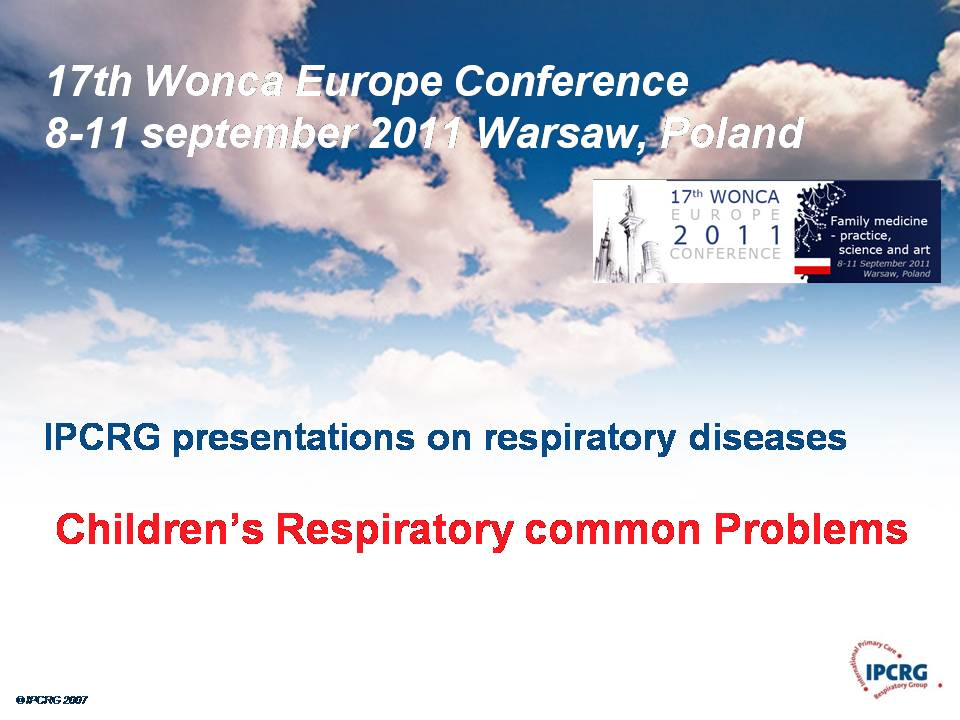 17th Wonca Europe Conference
8-11 september 2011 Warsaw, Poland
17th WONCA
EUROPE
2011
CONFERENCE
Family medicine
- practice,
science and art
8-11 September 2011
Warsaw, Poland
IPCRG presentations on respiratory diseases
Children’s Respiratory common Problems
International Primary Care
IPCRG
Respiratory Group
© IPCRG 2007